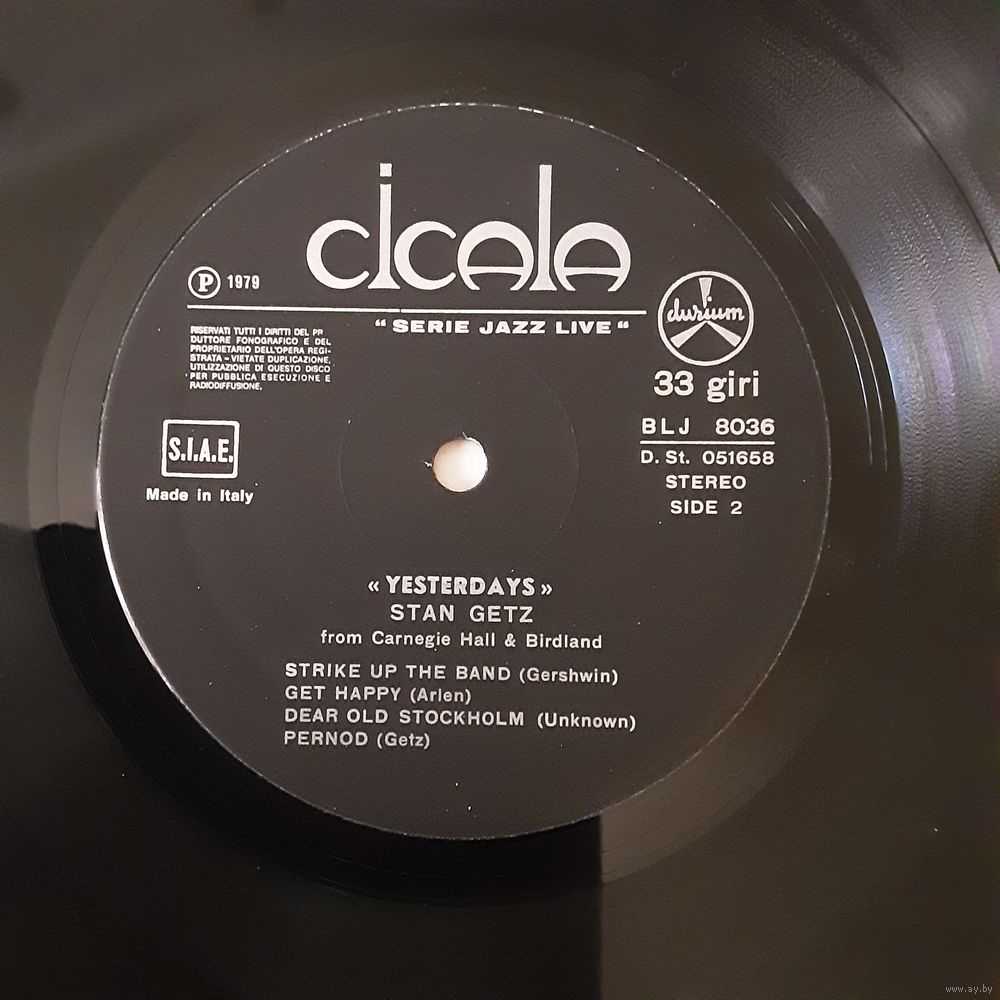 cicala
℗ 1979
"SERIE JAZZ LIVE"
durium
RISERVATI TUTTI I DIRITTI DEL PR
DUTTORE FONOGRAFICO E DEL
PROPRIETARIO DELL'OPERA REGI-
STRATA - VIETATE DUPLICAZIONE,
UTILIZZAZIONE DI QUESTO DISCO
PER PUBBLICA ESECUZIONE E
RADIODIFFUSIONE.
33 giri
BLJ 8036
D. St. 051658
STEREO
SIDE 2
S.I.A.E.
Made in Italy
« YESTERDAYS »
STAN GETZ
from Carnegie Hall & Birdland
STRIKE UP THE BAND (Gershwin)
GET HAPPY (Arlen)
DEAR OLD STOCKHOLM (Unknown)
PERNOD (Getz)
www.ay.by